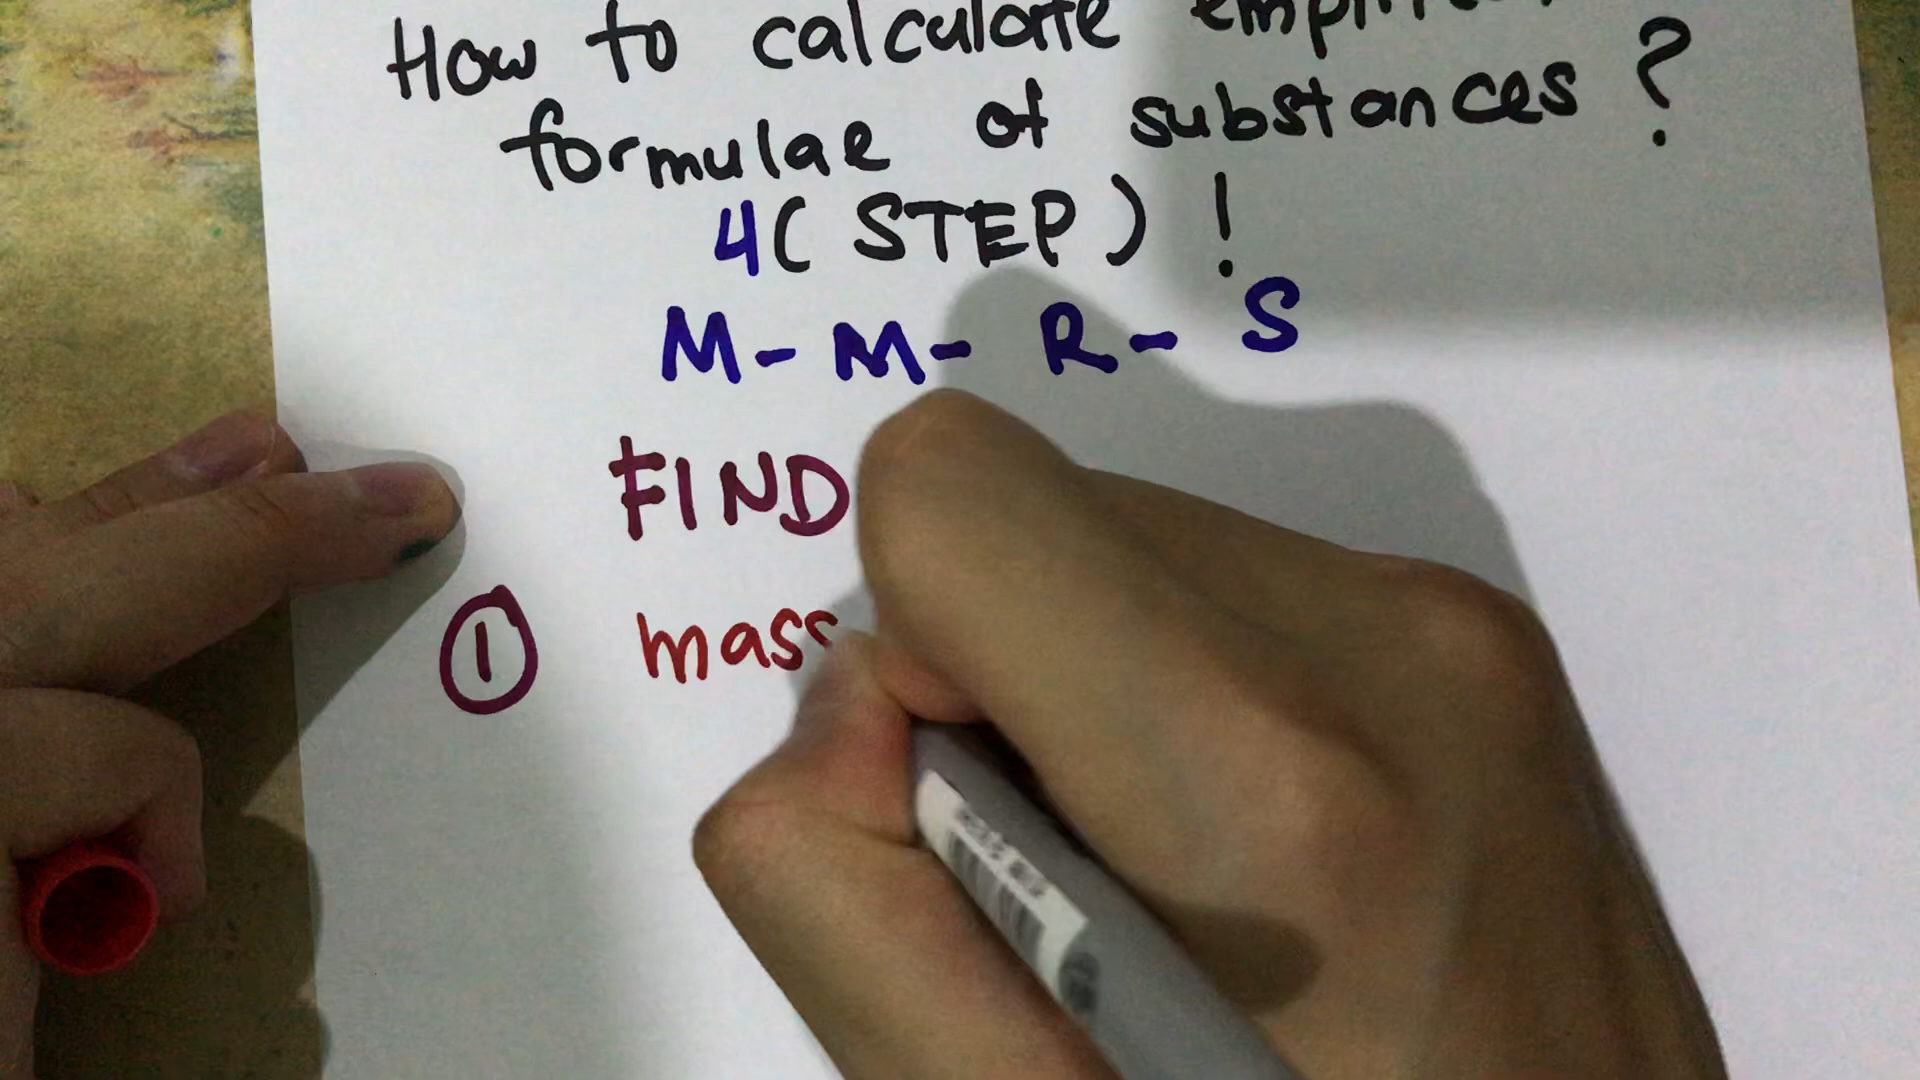 How to calculate
formulae of substances ?
4( STEP ) !
M - M - R - S
FIND
1 mass